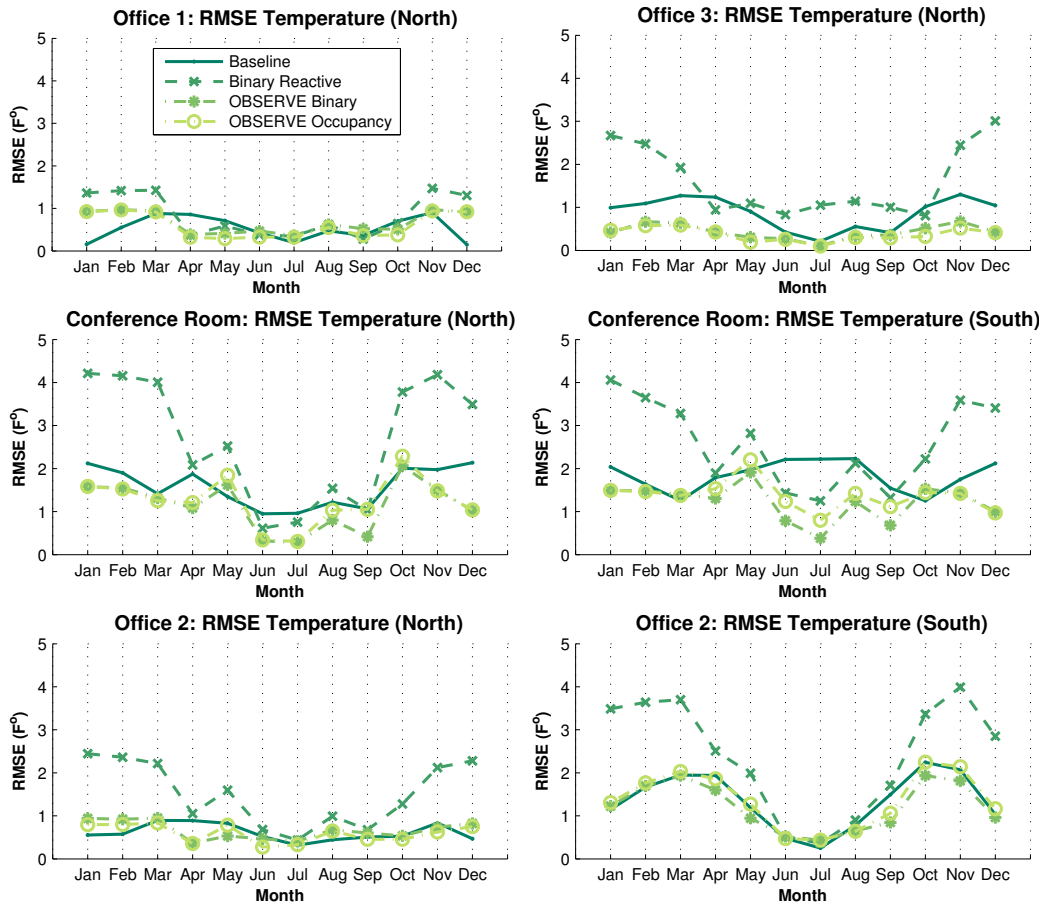 Office 1: RMSE Temperature (North)
5
4
3
2
1
0
RMSE (F°)
Baseline
Binary Reactive
OBSERVE Binary
OBSERVE Occupancy
Jan Feb Mar Apr May Jun Jul Aug Sep Oct Nov Dec
Month
Office 3: RMSE Temperature (North)
5
4
3
2
1
0
RMSE (F°)
Jan Feb Mar Apr May Jun Jul Aug Sep Oct Nov Dec
Month
Conference Room: RMSE Temperature (North)
5
4
3
2
1
0
RMSE (F°)
Jan Feb Mar Apr May Jun Jul Aug Sep Oct Nov Dec
Month
Conference Room: RMSE Temperature (South)
5
4
3
2
1
0
RMSE (F°)
Jan Feb Mar Apr May Jun Jul Aug Sep Oct Nov Dec
Month
Office 2: RMSE Temperature (North)
5
4
3
2
1
0
RMSE (F°)
Jan Feb Mar Apr May Jun Jul Aug Sep Oct Nov Dec
Month
Office 2: RMSE Temperature (South)
5
4
3
2
1
0
RMSE (F°)
Jan Feb Mar Apr May Jun Jul Aug Sep Oct Nov Dec
Month